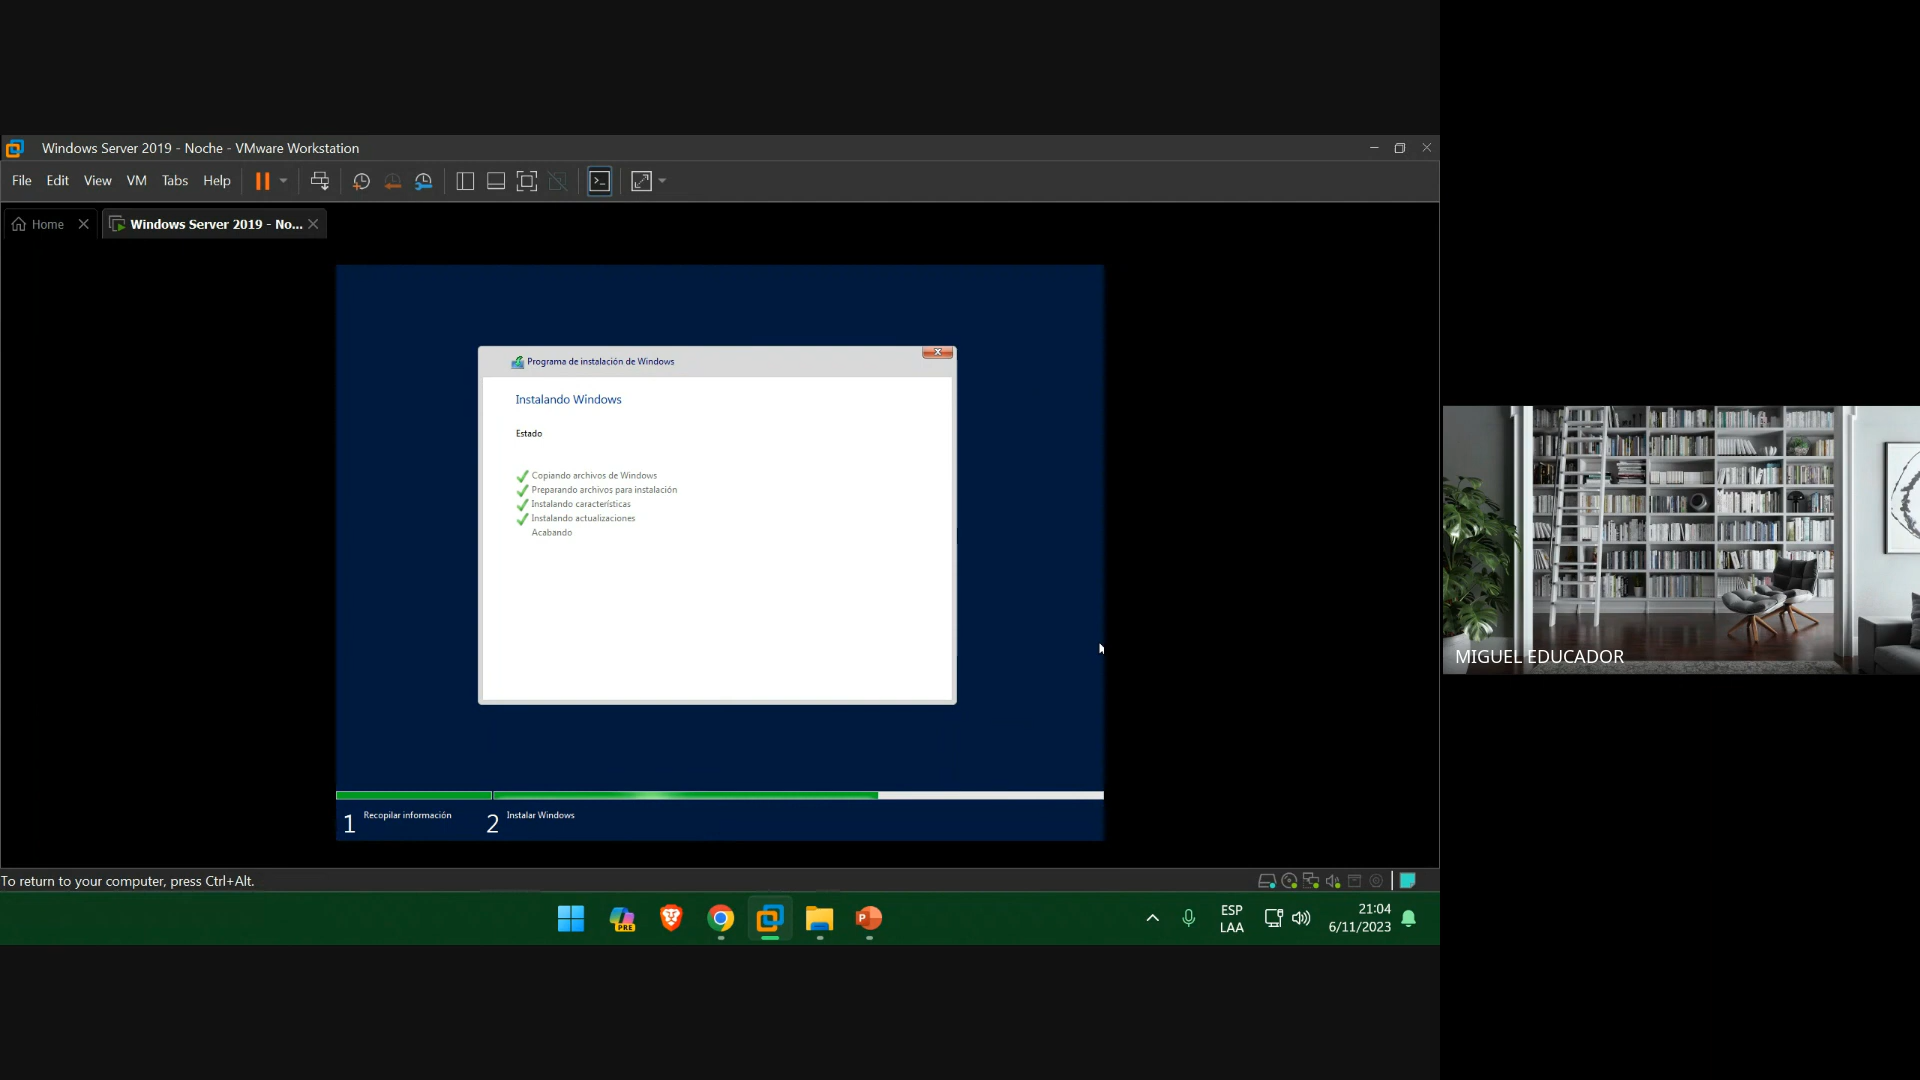 Windows Server 2019 - Noche - VMware Workstation
File Edit View VM Tabs Help
Home
Windows Server 2019 - No...
Programa de instalación de Windows
Instalando Windows
Estado
Copiando archivos de Windows
Preparando archivos para instalación
Instalando características
Instalando actualizaciones
Acabando
MIGUEL EDUCADOR
1 Recopilar información 2 Instalar Windows
To return to your computer, press Ctrl+Alt.
PRE
ESP
LAA
21:04
6/11/2023